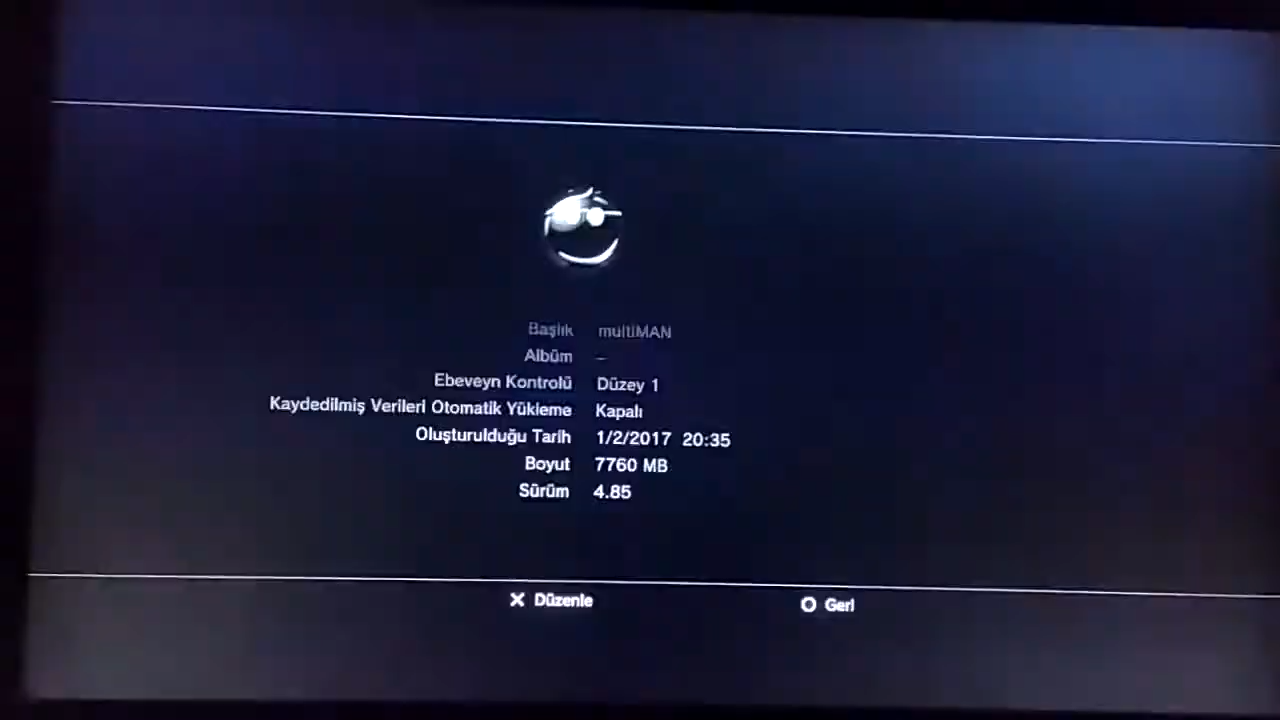 Başlık multiMAN
Albüm –
Ebeveyn Kontrolü Düzey 1
Kaydedilmiş Verileri Otomatik Yükleme Kapalı
Oluşturulduğu Tarih 1/2/2017 20:35
Boyut 7760 MB
Sürüm 4.85
X Düzenle O Geri